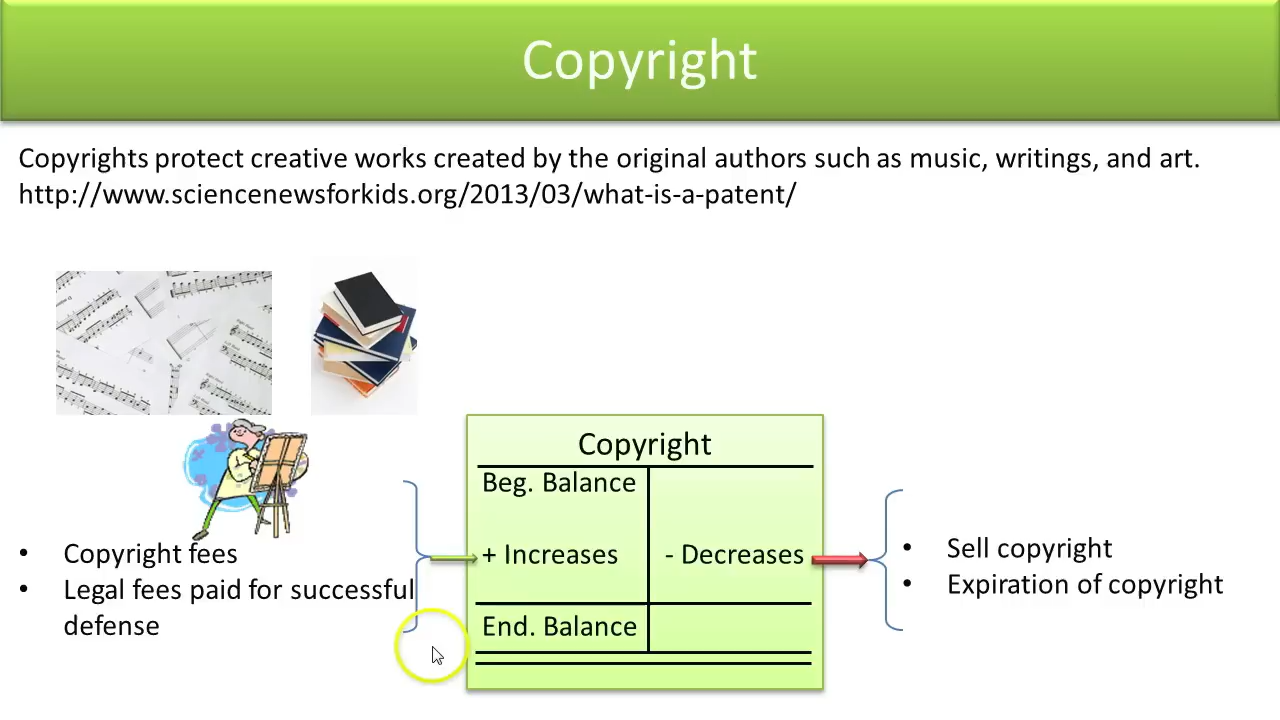 Copyright
Copyrights protect creative works created by the original authors such as music, writings, and art.
http://www.sciencenewsforkids.org/2013/03/what-is-a-patent/
• Copyright fees
• Legal fees paid for successful
defense
Copyright
Beg. Balance
+ Increases - Decreases
End. Balance
• Sell copyright
• Expiration of copyright